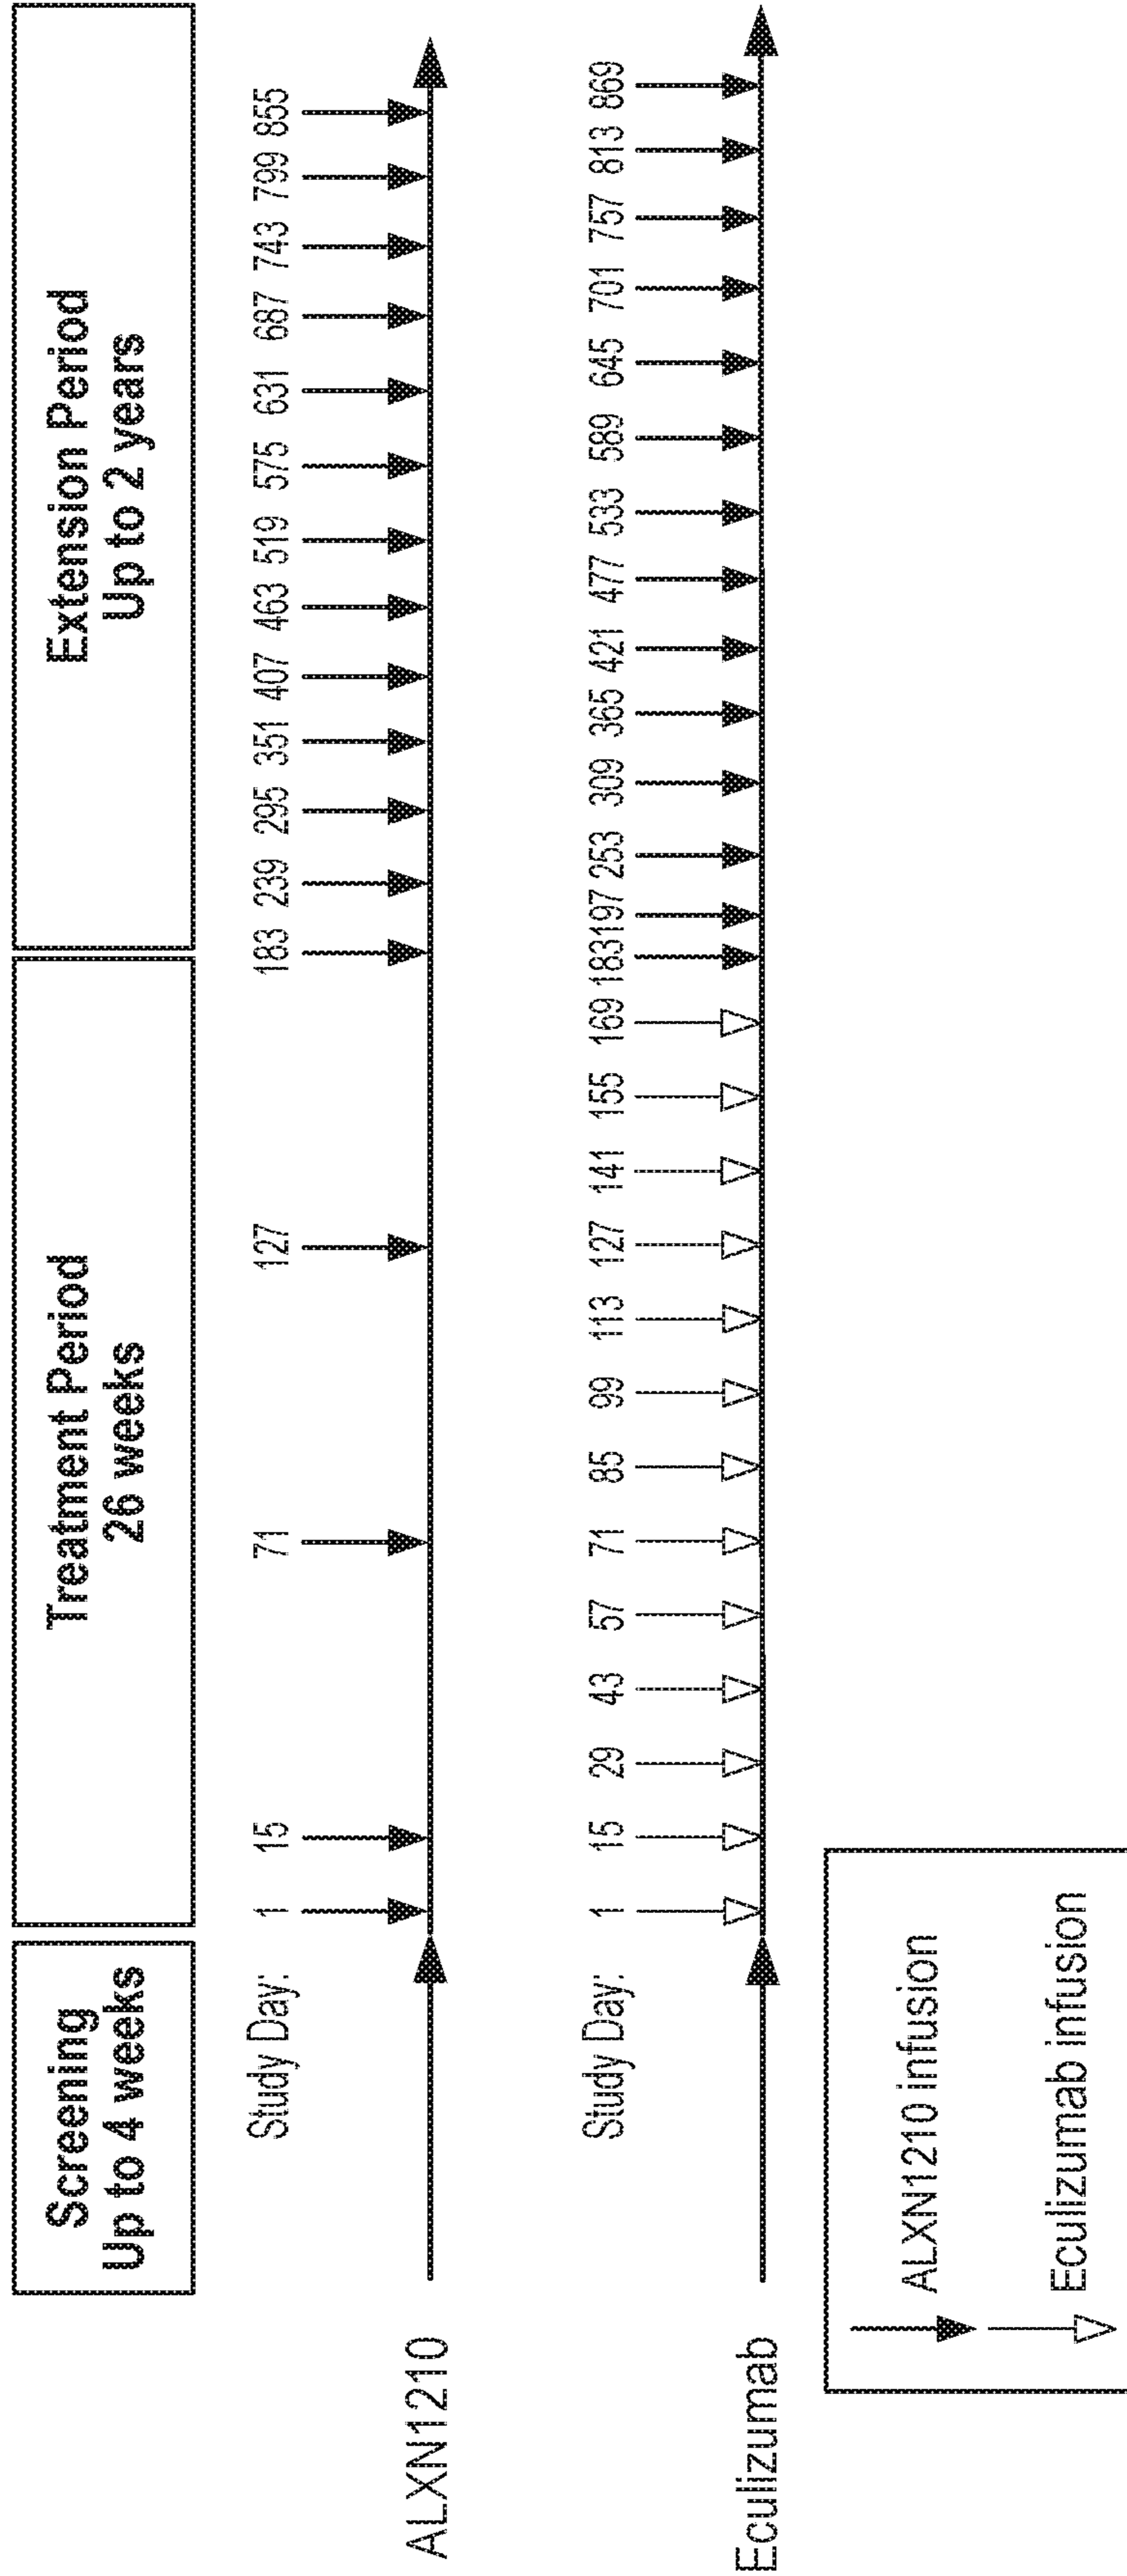 Screening
Up to 4 weeks
Treatment Period
26 weeks
Extension Period
Up to 2 years
Study Day: 1 15 71 127 183 239 295 351 407 463 519 575 631 687 743 799 855
ALXN1210
Study Day: 1 15 29 43 57 71 85 99 113 127 141 155 169 183 197 253 309 365 421 477 533 589 645 701 757 813 869
Eculizumab
ALXN1210 infusion
Eculizumab infusion